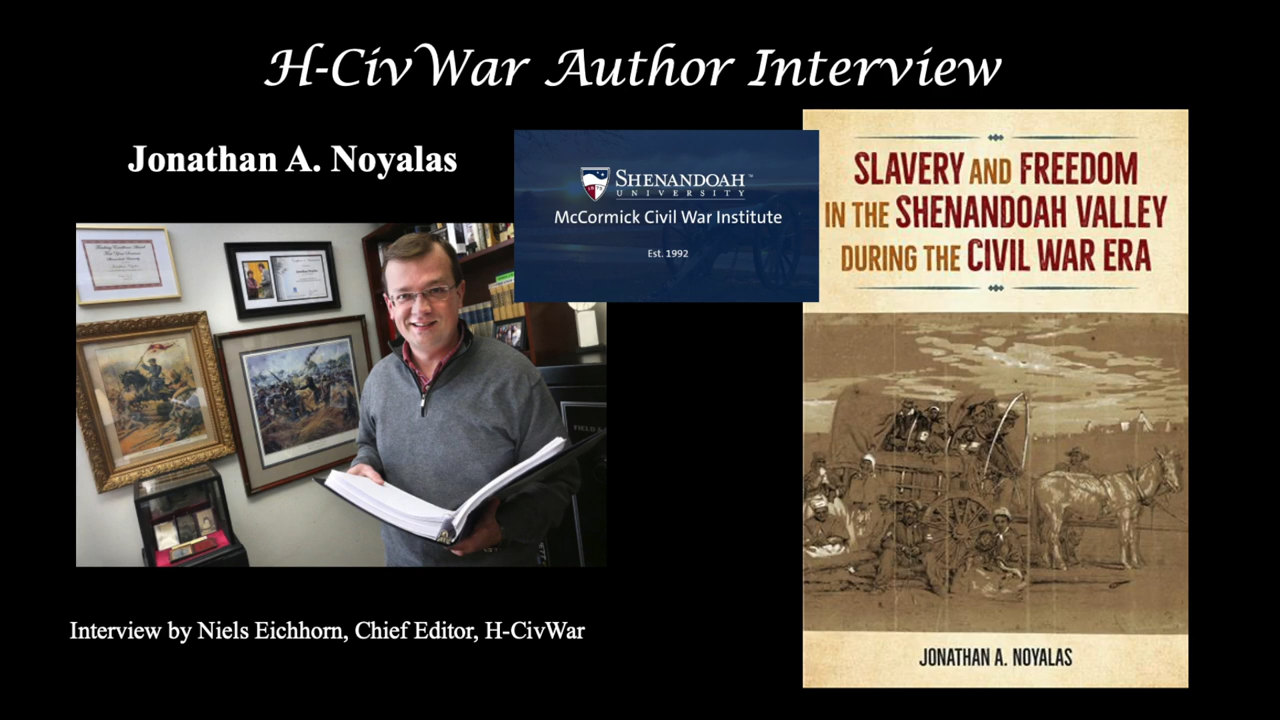 H-CivWar Author Interview
Jonathan A. Noyalas
SHENANDOAH™
UNIVERSITY
McCormick Civil War Institute
Est. 1992
SLAVERY AND FREEDOM
IN THE SHENANDOAH VALLEY
DURING THE CIVIL WAR ERA
JONATHAN A. NOYALAS
Interview by Niels Eichhorn, Chief Editor, H-CivWar